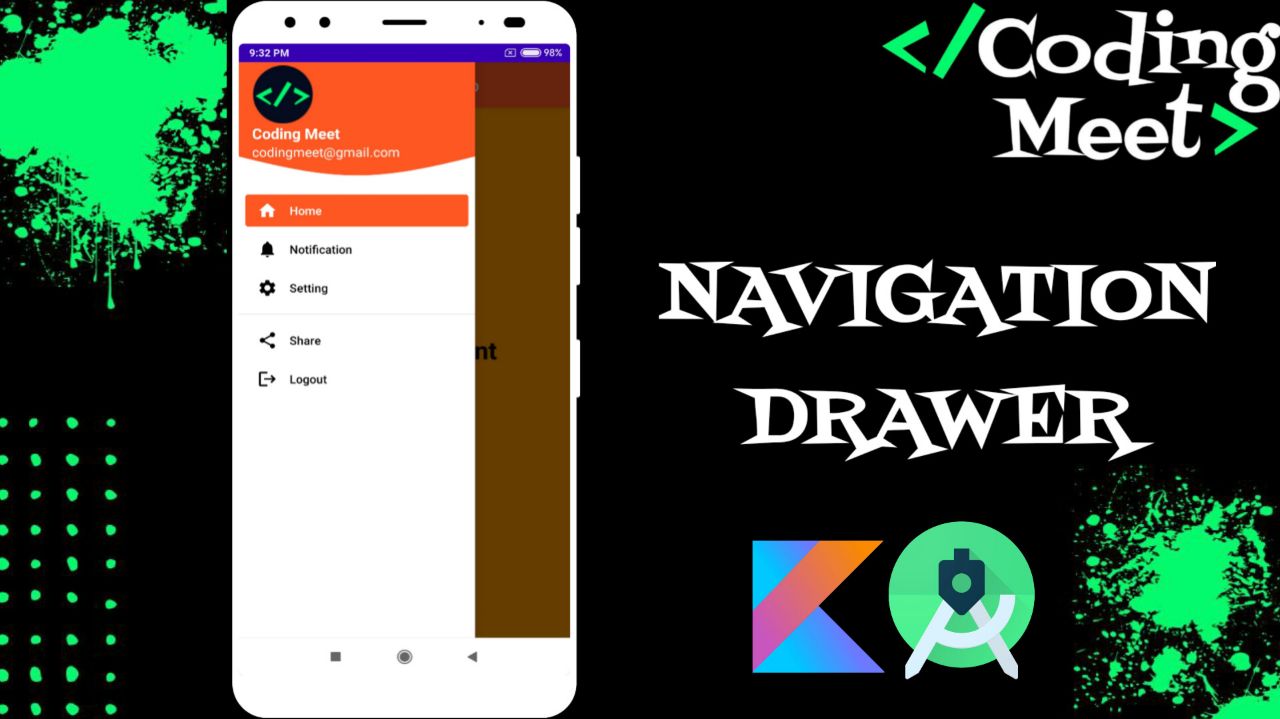 9:32 PM
98%
</>
Coding Meet
codingmeet@gmail.com
Home
Notification
Setting
Share
Logout
nt
</Coding
Meet>
NAVIGATION
DRAWER